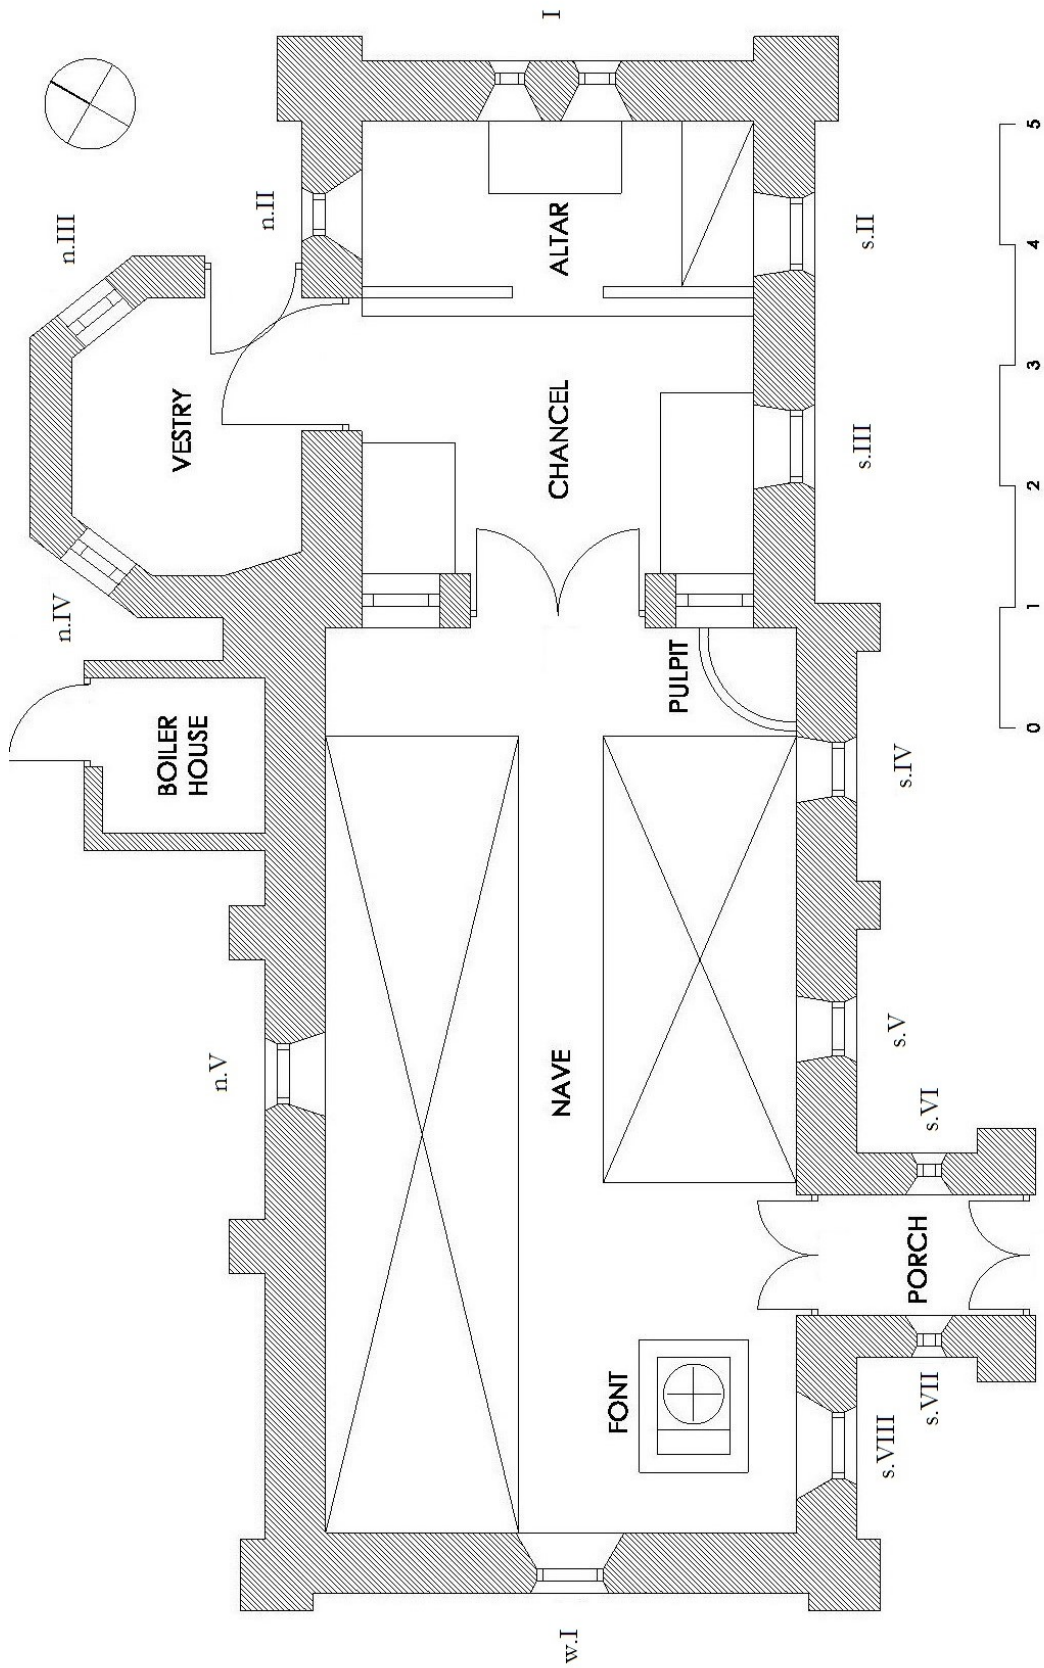 I
n.II
n.III
n.IV
n.V
w.I
s.II
s.III
s.IV
s.V
s.VI
s.VII
s.VIII
ALTAR
VESTRY
CHANCEL
BOILER
HOUSE
PULPIT
NAVE
PORCH
FONT
0 1 2 3 4 5